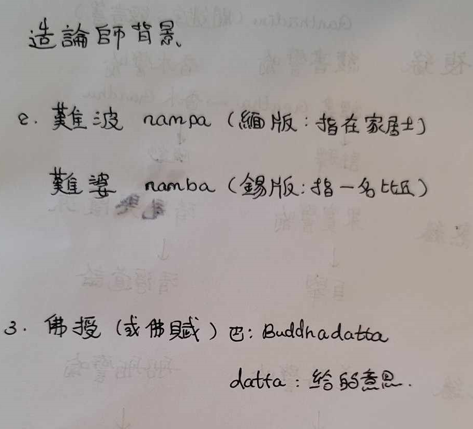 造論師背景
2. 難波 nampa (緬版:指在家居士)
難婆 namba (錫版:指一名比丘)
3. 佛授 (或佛賦) 巴: Buddhadatta
datta: 給的意思.